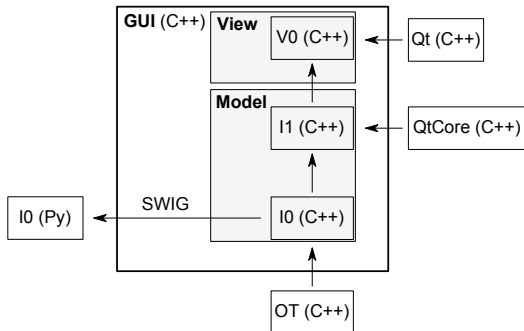 GUI (C++)
View
V0 (C++)
Qt (C++)
Model
I1 (C++)
QtCore (C++)
SWIG
I0 (Py)
I0 (C++)
OT (C++)